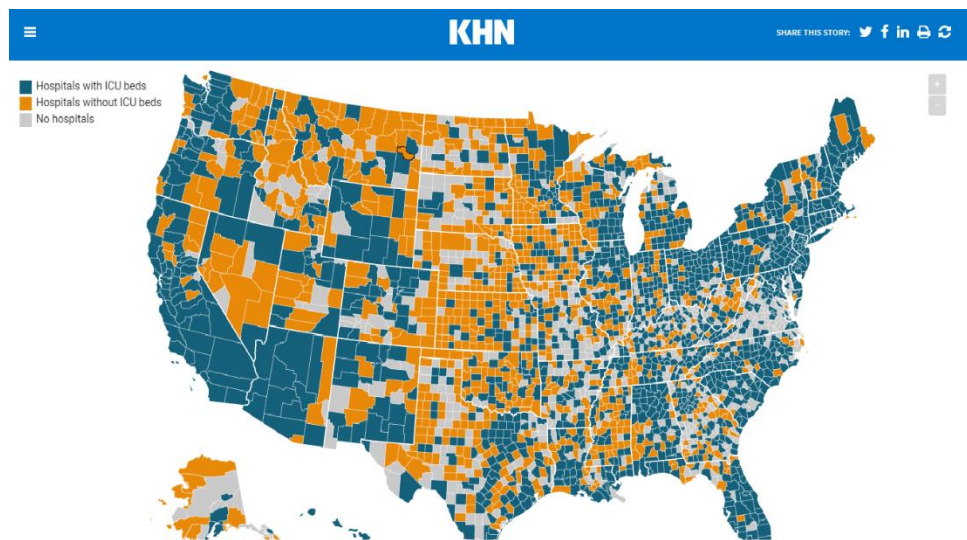 KHN
SHARE THIS STORY:
Hospitals with ICU beds
Hospitals without ICU beds
No hospitals